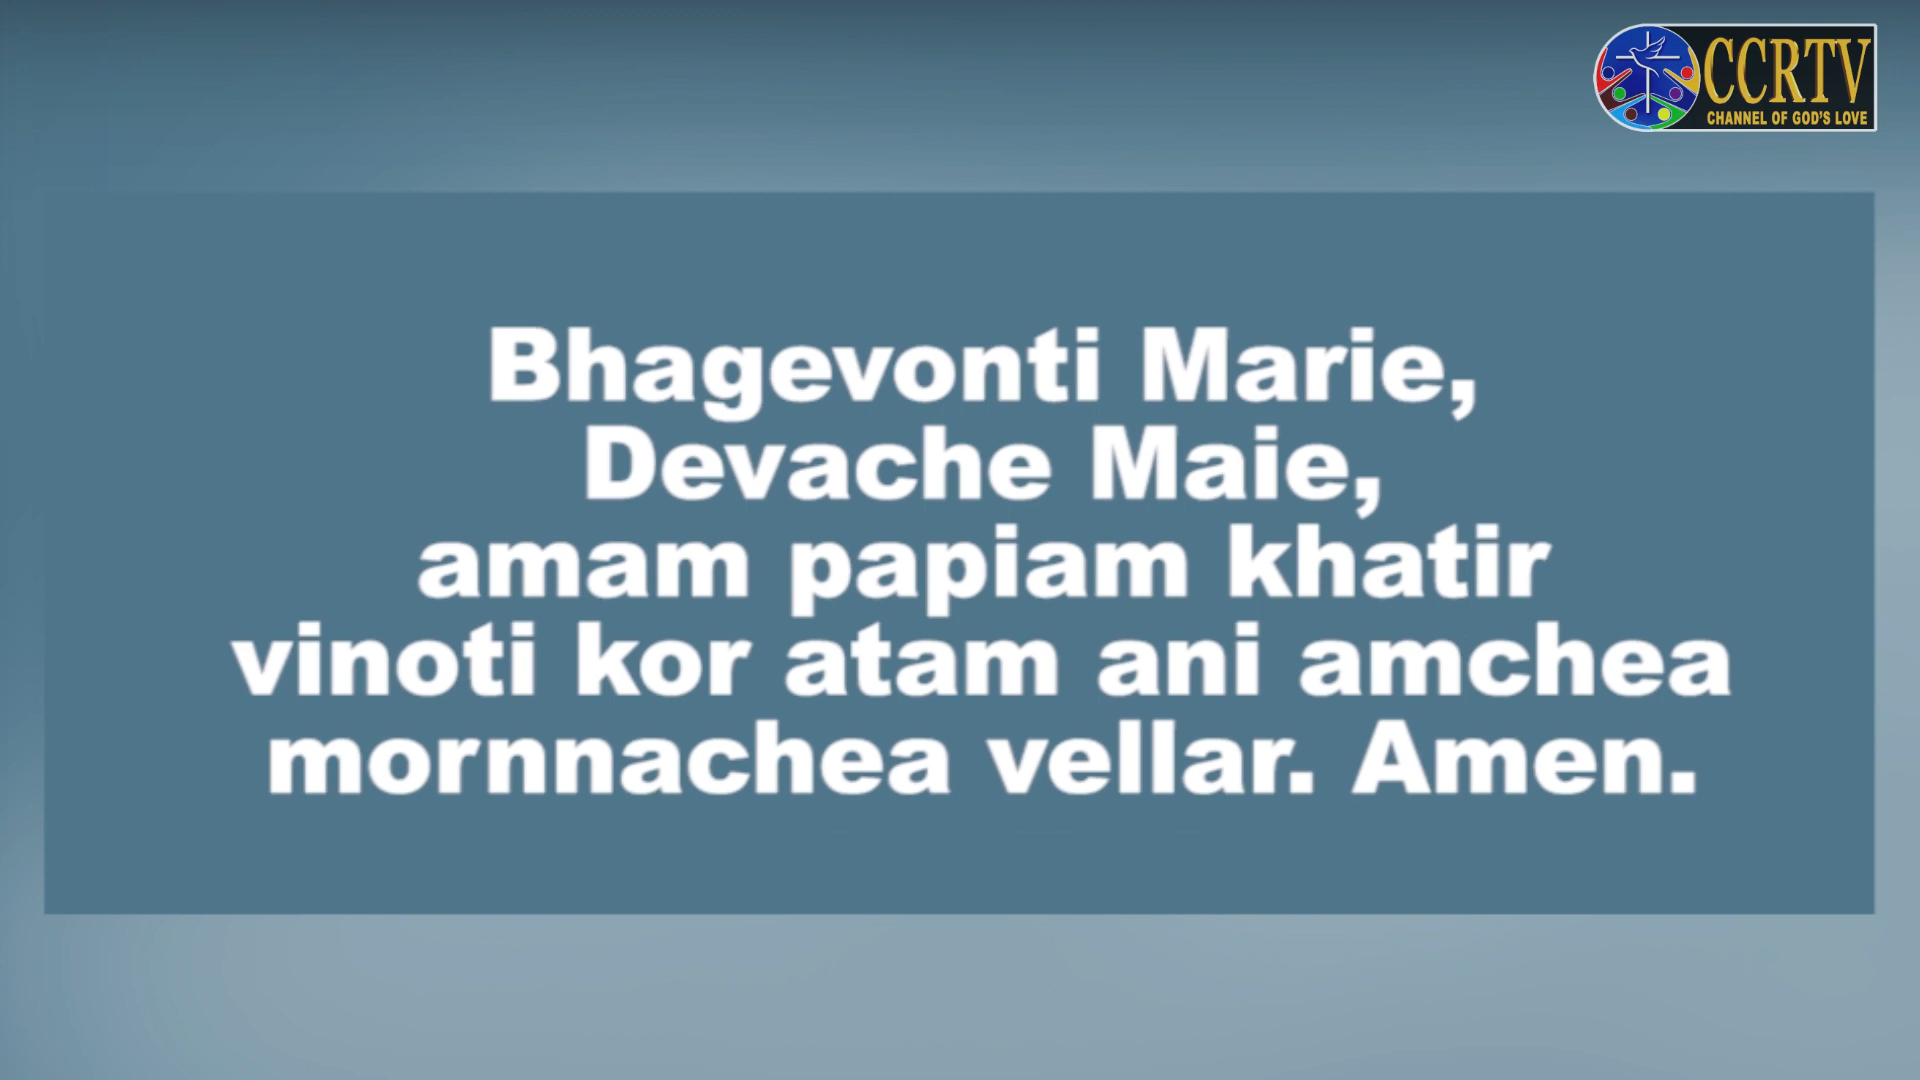 CCRTV
CHANNEL OF GOD'S LOVE
Bhagevonti Marie,
Devache Maie,
amam papiam khatir
vinoti kor atam ani amchea
mornnachea vellar. Amen.